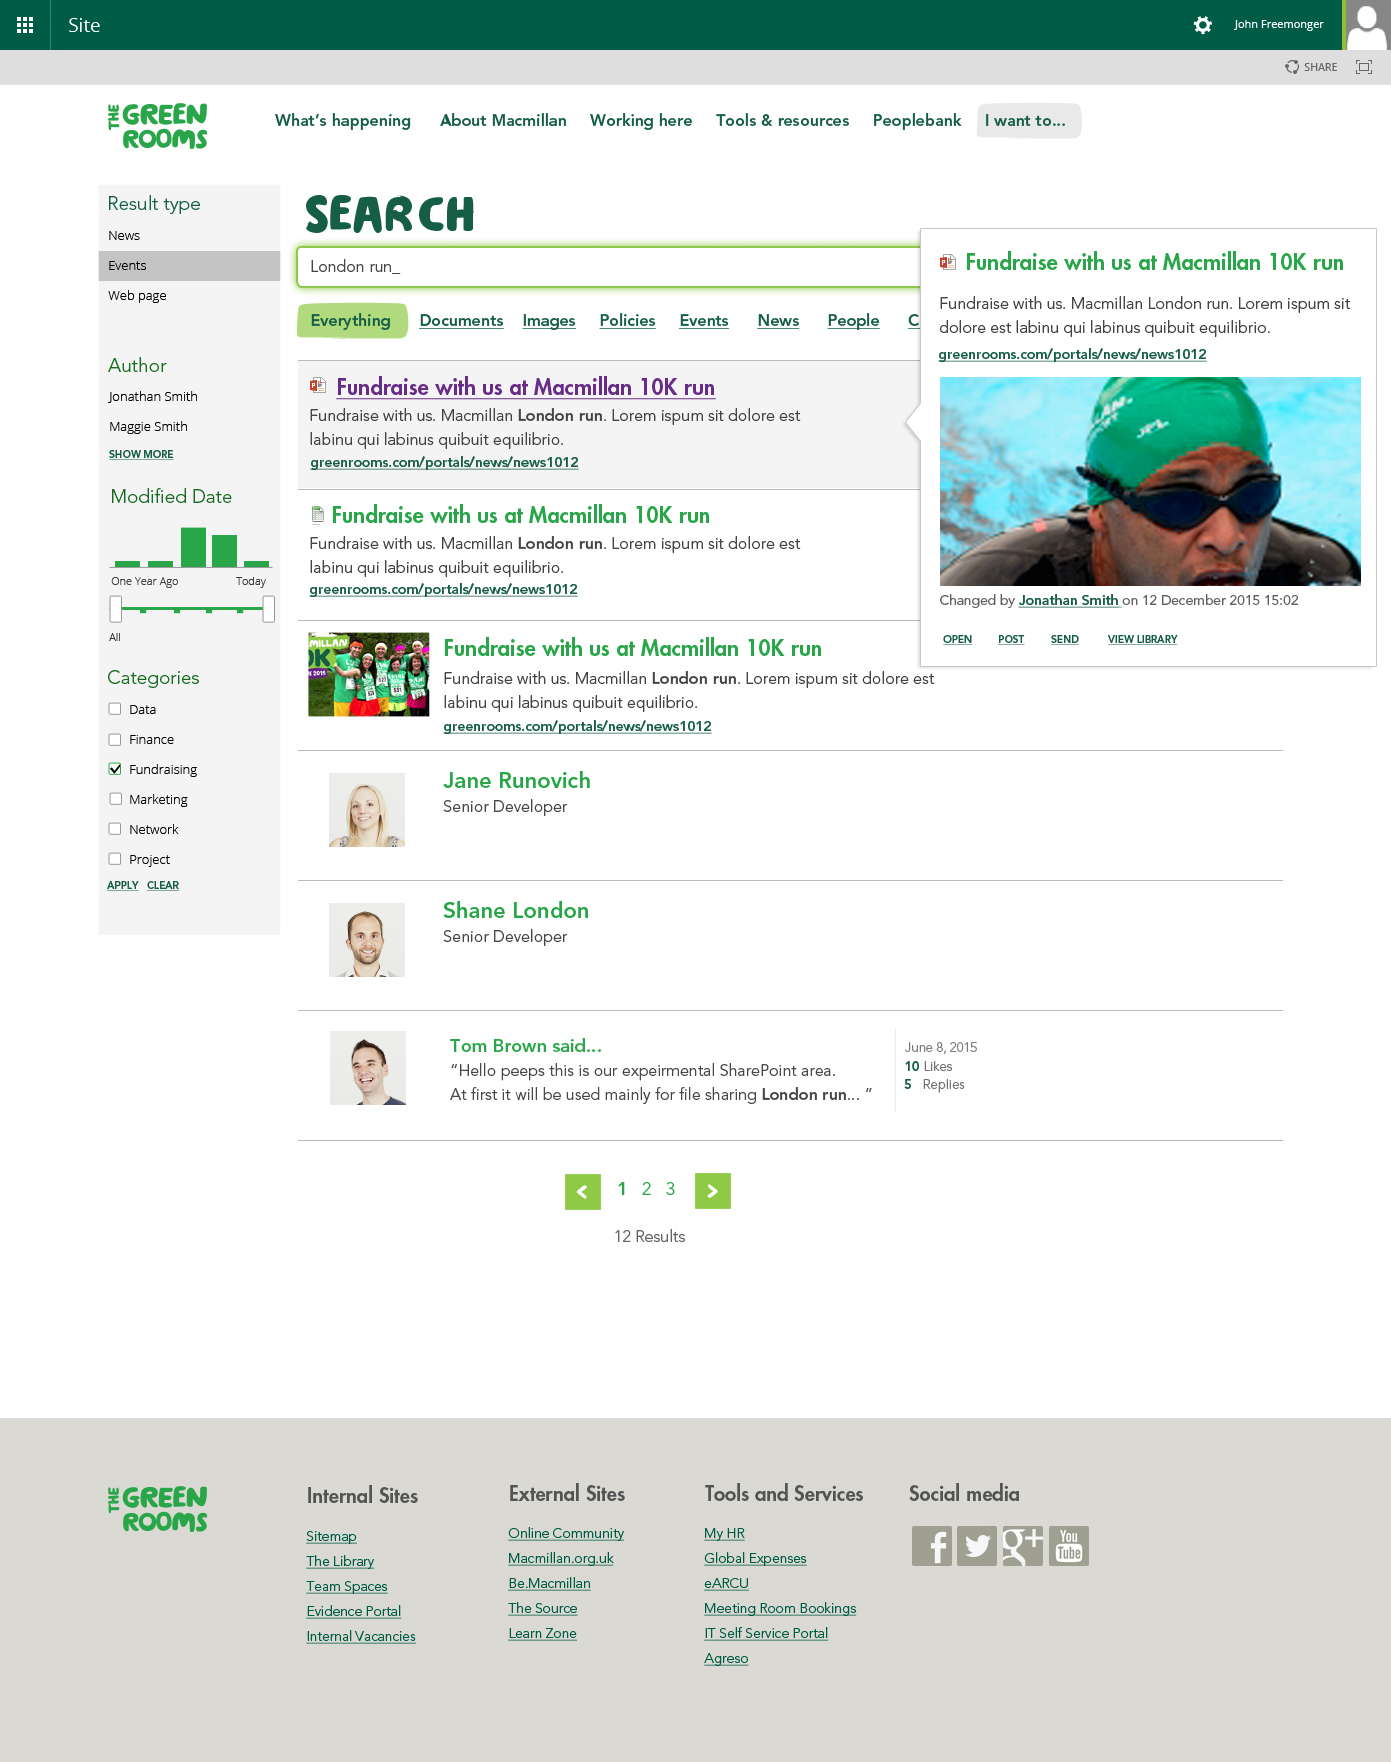 Site
John Freemonger
SHARE
THE GREEN ROOMS
What's happening
About Macmillan
Working here
Tools & resources
Peoplebank
I want to...
Result type
News
Events
Web page
Author
Jonathan Smith
Maggie Smith
SHOW MORE
Modified Date
One Year Ago Today
All
Categories
Data
Finance
Fundraising
Marketing
Network
Project
APPLY CLEAR
SEARCH
London run_
Everything Documents Images Policies Events News People C
Fundraise with us at Macmillan 10K run
Fundraise with us. Macmillan London run. Lorem ispum sit dolore est
labinu qui labinus quibuit equilibrio.
greenrooms.com/portals/news/news1012
Fundraise with us at Macmillan 10K run
Fundraise with us. Macmillan London run. Lorem ispum sit dolore est
labinu qui labinus quibuit equilibrio.
greenrooms.com/portals/news/news1012
Fundraise with us at Macmillan 10K run
Fundraise with us. Macmillan London run. Lorem ispum sit dolore est
labinu qui labinus quibuit equilibrio.
greenrooms.com/portals/news/news1012
Jane Runovich
Senior Developer
Shane London
Senior Developer
Tom Brown said...
“Hello peeps this is our expeirmental SharePoint area.
At first it will be used mainly for file sharing London run... ”
June 8, 2015
10 Likes
5 Replies
Fundraise with us at Macmillan 10K run
Fundraise with us. Macmillan London run. Lorem ispum sit
dolore est labinu qui labinus quibuit equilibrio.
greenrooms.com/portals/news/news1012
JPL
Changed by Jonathan Smith on 12 December 2015 15:02
OPEN POST SEND VIEW LIBRARY
< 1 2 3 >
12 Results
THE GREEN ROOMS
Internal Sites
Sitemap
The Library
Team Spaces
Evidence Portal
Internal Vacancies
External Sites
Online Community
Macmillan.org.uk
Be.Macmillan
The Source
Learn Zone
Tools and Services
My HR
Global Expenses
eARCU
Meeting Room Bookings
IT Self Service Portal
Agreso
Social media
You Tube